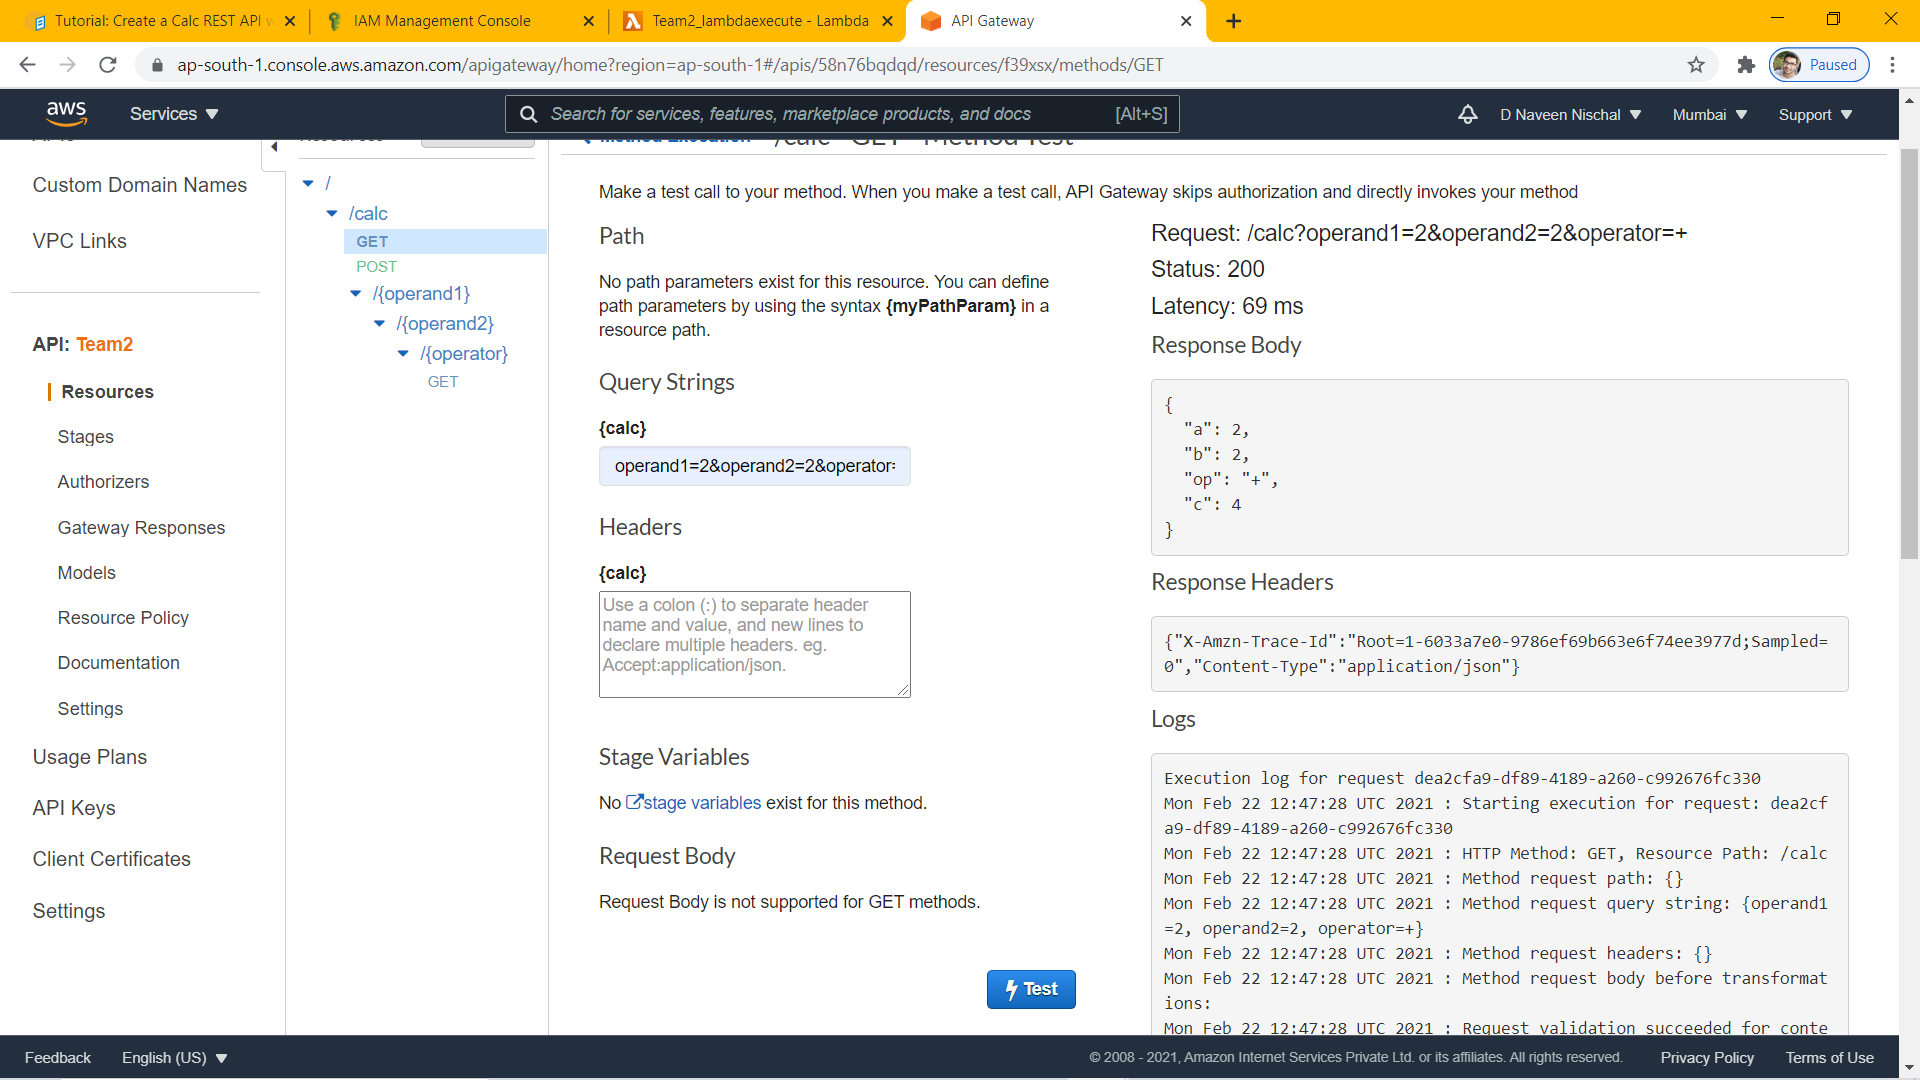 Tutorial: Create a Calc REST API w
IAM Management Console
Team2_lambdaexecute - Lambda
API Gateway
ap-south-1.console.aws.amazon.com/apigateway/home?region=ap-south-1#/apis/58n76bqdqd/resources/f39xsx/methods/GET
Paused
aws
Services
Search for services, features, marketplace products, and docs
[Alt+S]
D Naveen Nischal
Mumbai
Support
Custom Domain Names
VPC Links
API: Team2
Resources
Stages
Authorizers
Gateway Responses
Models
Resource Policy
Documentation
Settings
Usage Plans
API Keys
Client Certificates
Settings
Resources
/
/calc
GET
POST
/{operand1}
/{operand2}
/{operator}
GET
Method Execution /calc - GET - Method Test
Make a test call to your method. When you make a test call, API Gateway skips authorization and directly invokes your method
Path
No path parameters exist for this resource. You can define
path parameters by using the syntax {myPathParam} in a
resource path.
Query Strings
{calc}
operand1=2&operand2=2&operator=
Headers
{calc}
Use a colon (:) to separate header
name and value, and new lines to
declare multiple headers. eg.
Accept:application/json.
Stage Variables
No stage variables exist for this method.
Request Body
Request Body is not supported for GET methods.
Test
Request: /calc?operand1=2&operand2=2&operator=+
Status: 200
Latency: 69 ms
Response Body
{
"a": 2,
"b": 2,
"op": "+",
"c": 4
}
Response Headers
{"X-Amzn-Trace-Id":"Root=1-6033a7e0-9786ef69b663e6f74ee3977d;Sampled=
0","Content-Type":"application/json"}
Logs
Execution log for request dea2cfa9-df89-4189-a260-c992676fc330
Mon Feb 22 12:47:28 UTC 2021 : Starting execution for request: dea2cf
a9-df89-4189-a260-c992676fc330
Mon Feb 22 12:47:28 UTC 2021 : HTTP Method: GET, Resource Path: /calc
Mon Feb 22 12:47:28 UTC 2021 : Method request path: {}
Mon Feb 22 12:47:28 UTC 2021 : Method request query string: {operand1
=2, operand2=2, operator=+}
Mon Feb 22 12:47:28 UTC 2021 : Method request headers: {}
Mon Feb 22 12:47:28 UTC 2021 : Method request body before transformat
ions:
Mon Feb 22 12:47:28 UTC 2021 : Request validation succeeded for conte
Feedback
English (US)
© 2008 - 2021, Amazon Internet Services Private Ltd. or its affiliates. All rights reserved.
Privacy Policy
Terms of Use